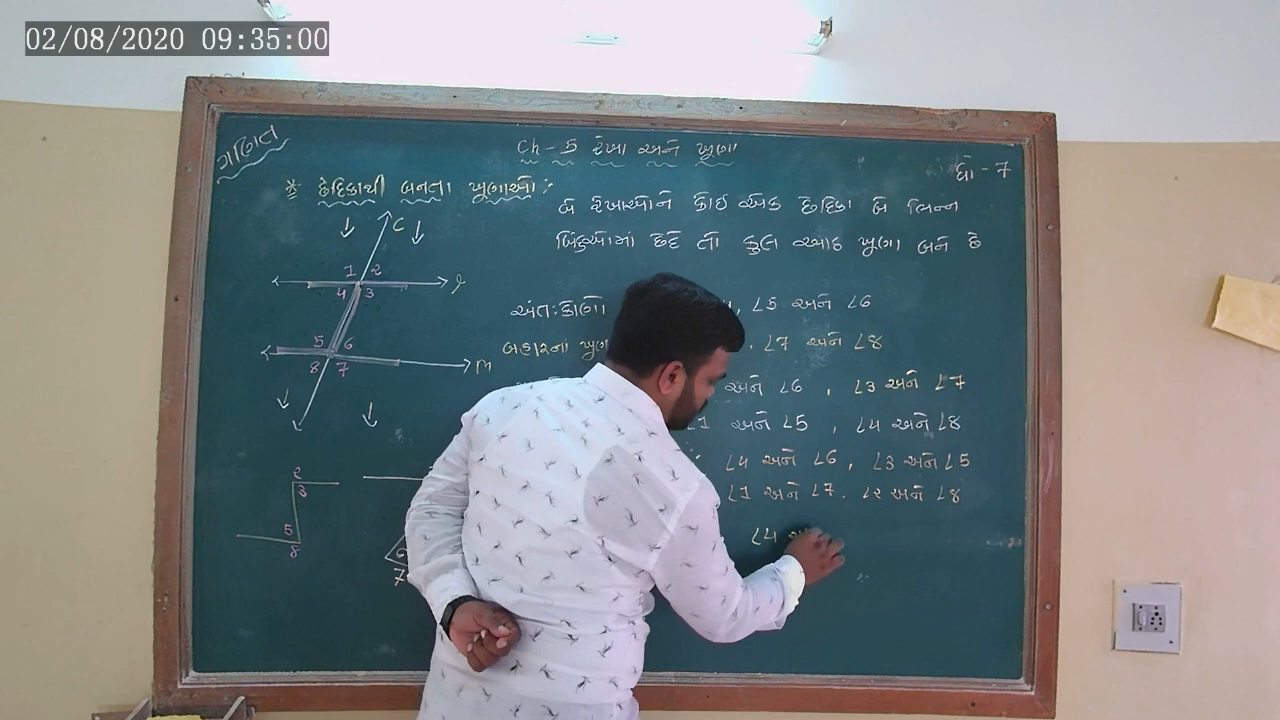 02/08/2020 09:35:00
ગણિત
Ch - 5 રેખા અને ખૂણા
ધો - 7
* છેદિકાથી બનતા ખૂણાઓ :-
બે રેખાઓને કોઈ એક છેદિકા બે ભિન્ન
બિંદુઓમાં છેદે તો કુલ આઠ ખૂણા બને છે
C
1 2
4 3
l
5 6
8 7
m
અંતઃકોણો , ∠5 અને ∠6
બહારના , ∠7 અને ∠8
અને ∠6 , ∠3 અને ∠7
∠1 અને ∠5 , ∠4 અને ∠8
∠4 અને ∠6 , ∠3 અને ∠5
∠1 અને ∠7 . ∠2 અને ∠8
∠4
2
3
5
8
6
7